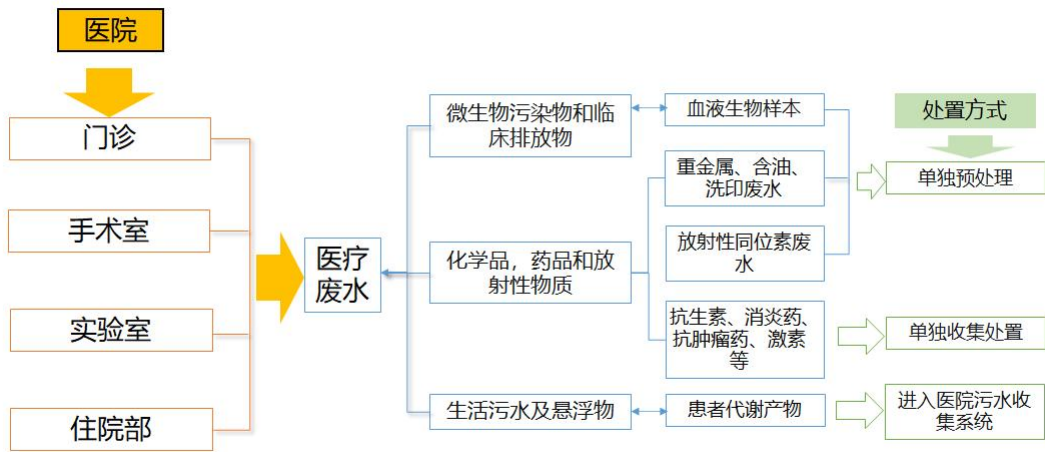 医院
门诊
手术室
实验室
住院部
医疗
废水
微生物污染物和临
床排放物
化学品，药品和放
射性物质
生活污水及悬浮物
血液生物样本
重金属、含油、
洗印废水
放射性同位素废
水
抗生素、消炎药、
抗肿瘤药、激素
等
患者代谢产物
处置方式
单独预处理
单独收集处置
进入医院污水收
集系统